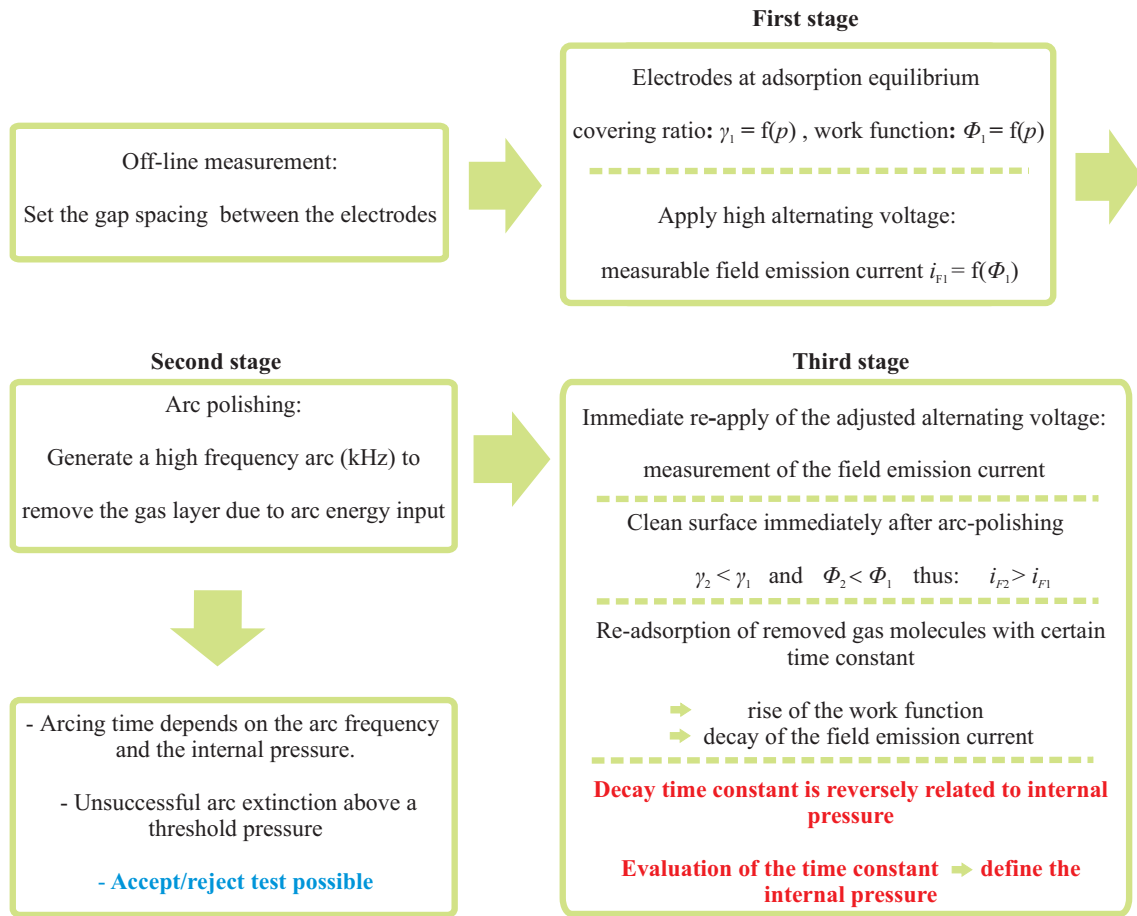 First stage
Off-line measurement:
Set the gap spacing between the electrodes
Electrodes at adsorption equilibrium
covering ratio: γ₁ = f(p) , work function: Φ₁ = f(p)
Apply high alternating voltage:
measurable field emission current i_F1 = f(Φ₁)
Second stage
Arc polishing:
Generate a high frequency arc (kHz) to
remove the gas layer due to arc energy input
- Arcing time depends on the arc frequency
and the internal pressure.
- Unsuccessful arc extinction above a
threshold pressure
- Accept/reject test possible
Third stage
Immediate re-apply of the adjusted alternating voltage:
measurement of the field emission current
Clean surface immediately after arc-polishing
γ₂ < γ₁ and Φ₂ < Φ₁ thus: i_F2 > i_F1
Re-adsorption of removed gas molecules with certain
time constant
rise of the work function
decay of the field emission current
Decay time constant is reversely related to internal
pressure
Evaluation of the time constant define the
internal pressure